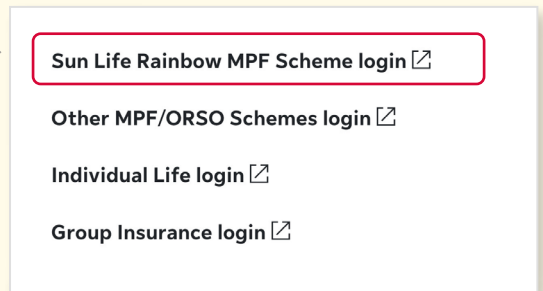 Sun Life Rainbow MPF Scheme login
Other MPF/ORSO Schemes login
Individual Life login
Group Insurance login